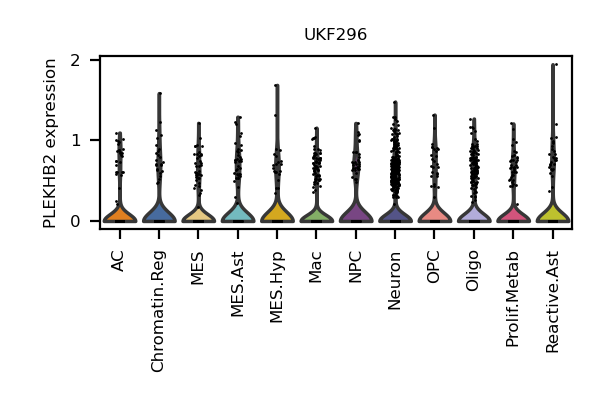 UKF296
PLEKHB2 expression
2
1
0
AC
Chromatin.Reg
MES
MES.Ast
MES.Hyp
Mac
NPC
Neuron
OPC
Oligo
Prolif.Metab
Reactive.Ast